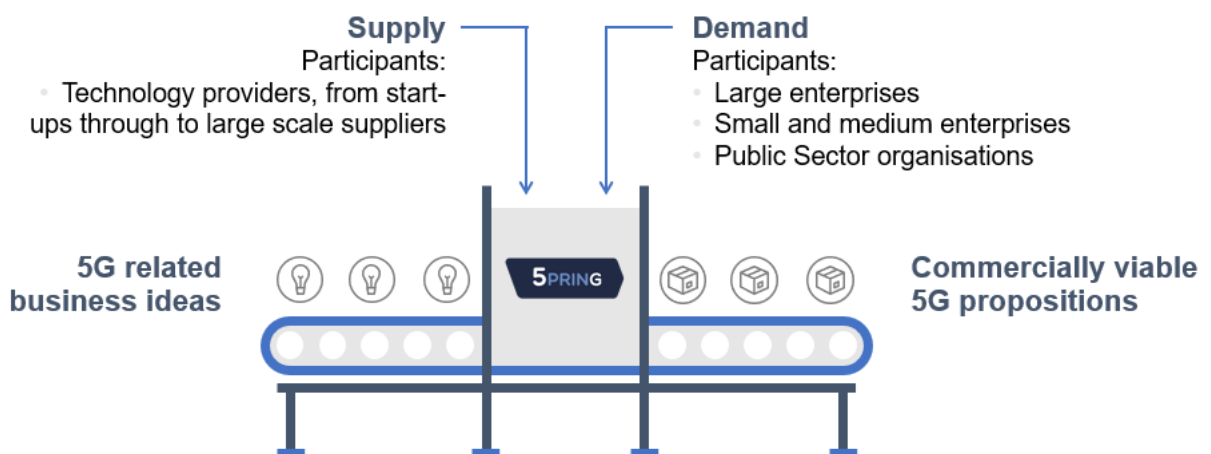 Supply
Participants:
• Technology providers, from start-
ups through to large scale suppliers
Demand
Participants:
• Large enterprises
• Small and medium enterprises
• Public Sector organisations
5G related
business ideas
5PRING
Commercially viable
5G propositions